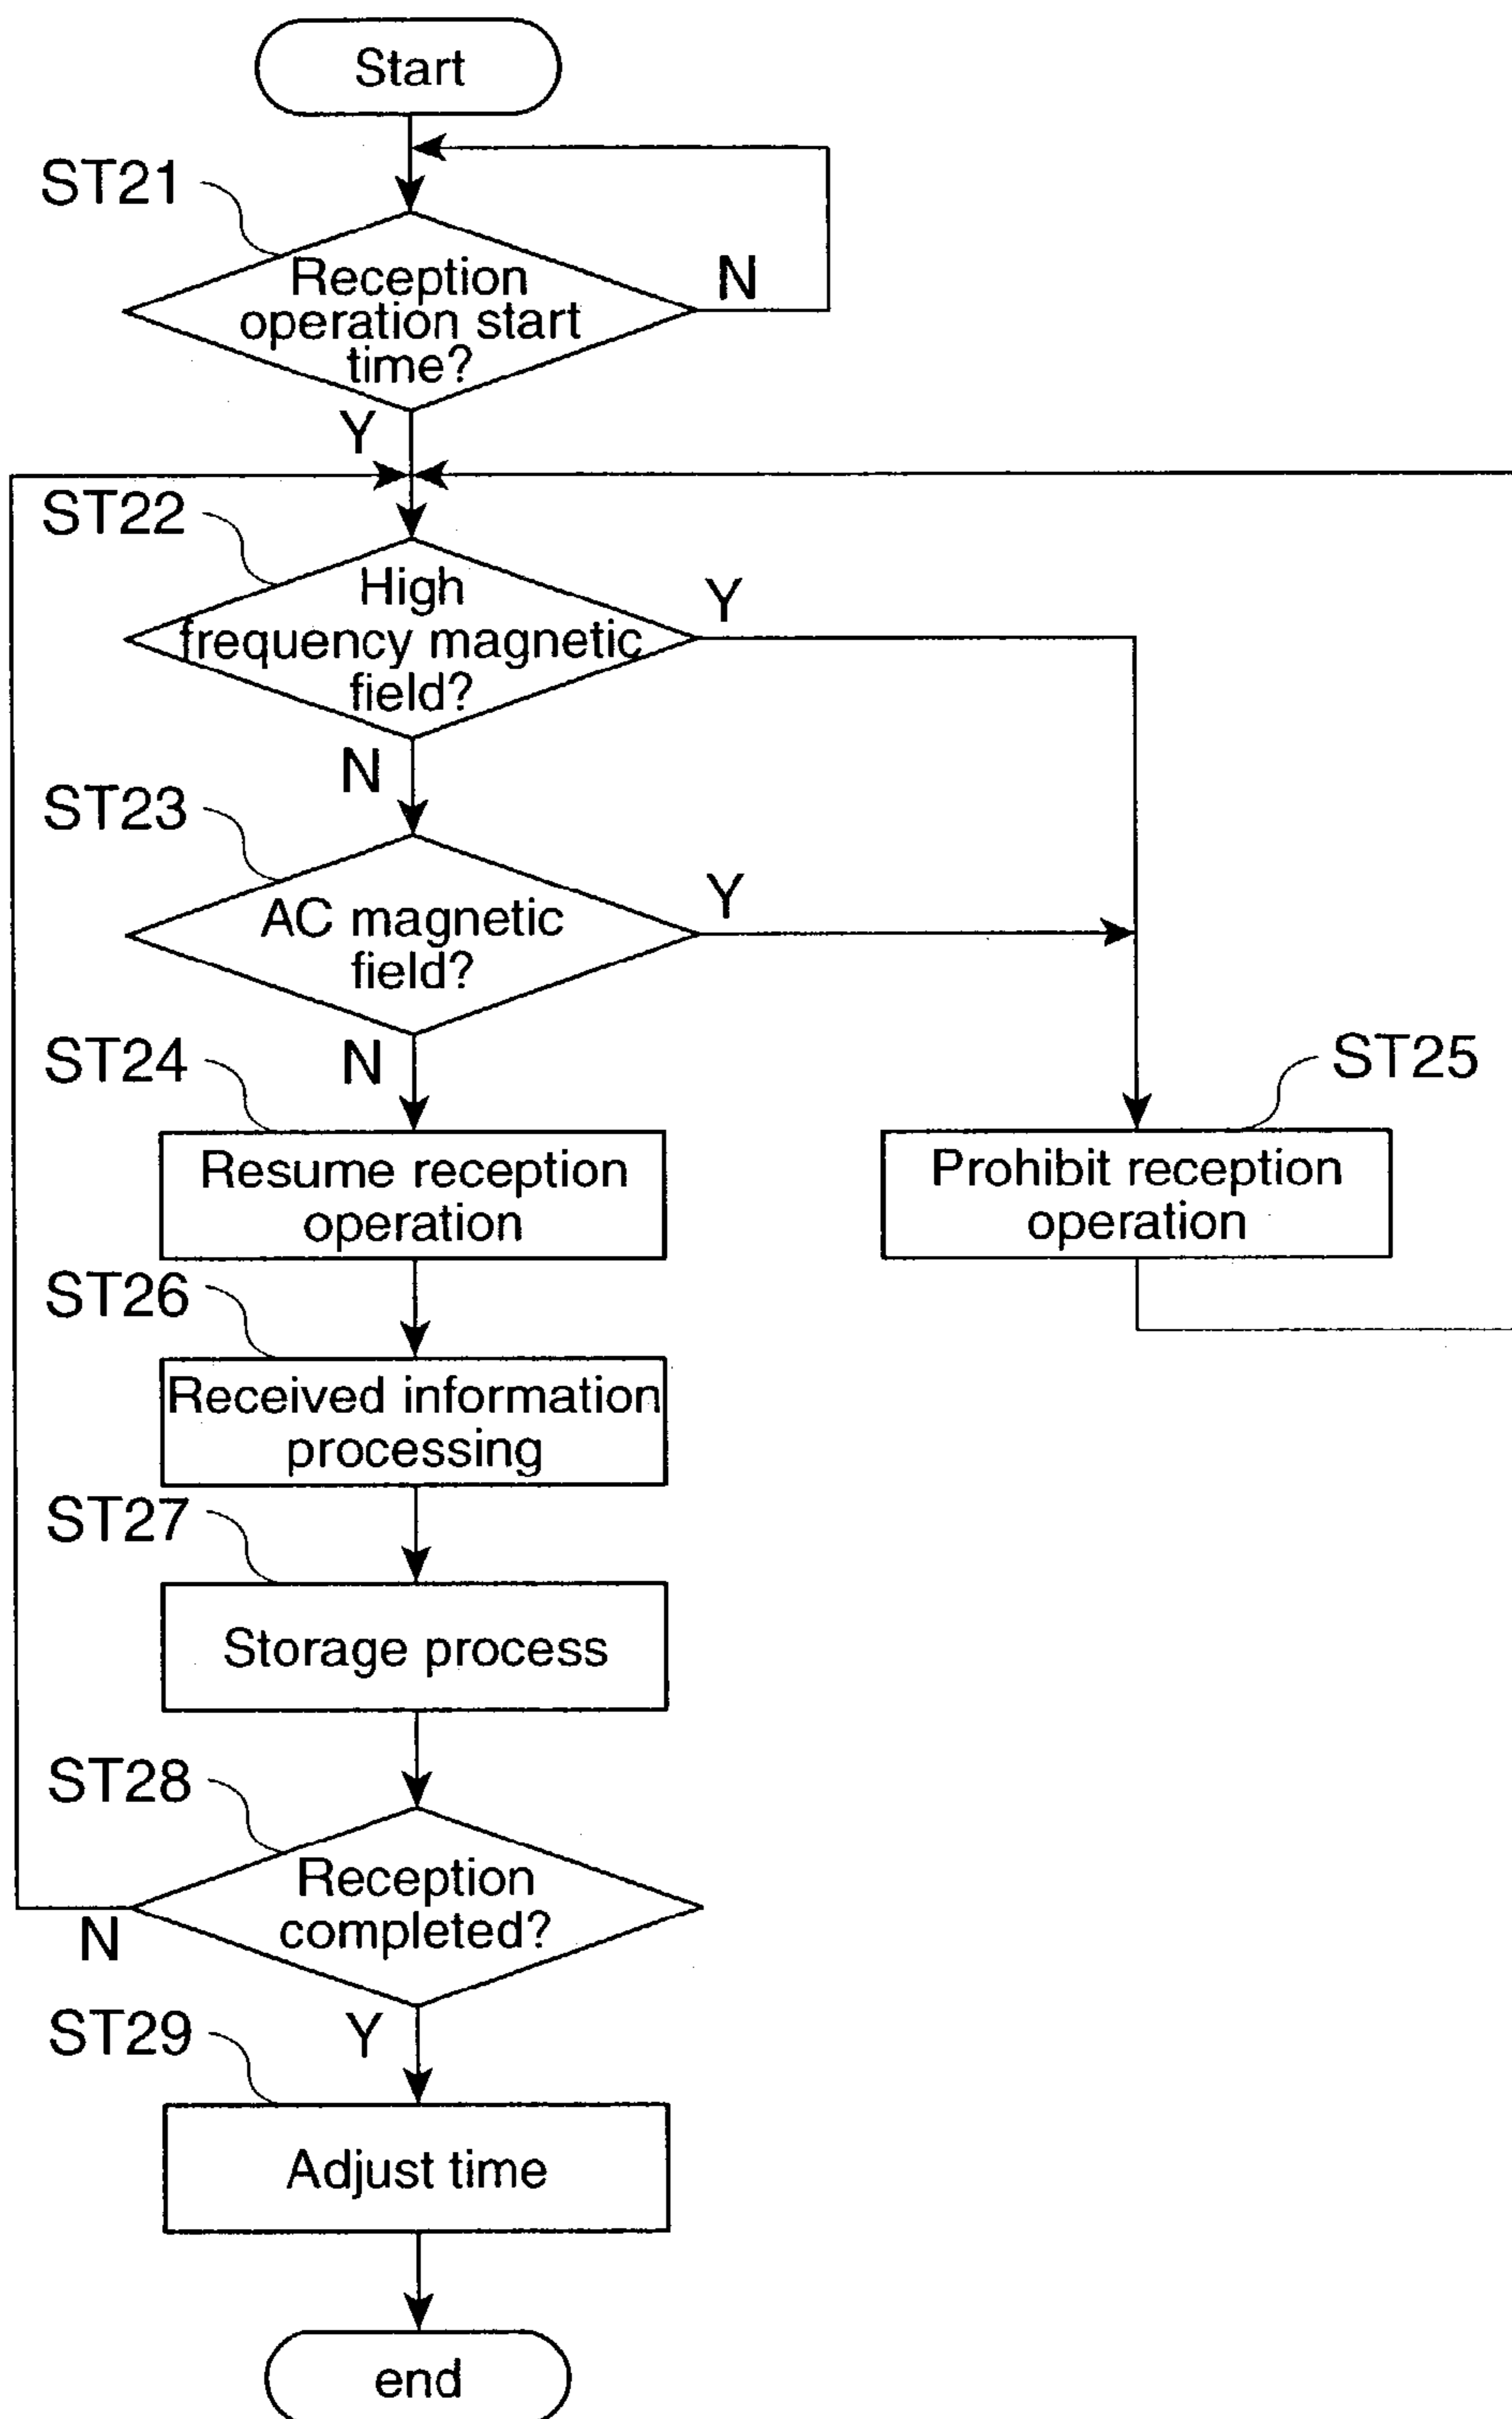 Start
ST21
Reception
operation start
time?
N
Y
ST22
High
frequency magnetic
field?
Y
N
ST23
AC magnetic
field?
Y
N
ST24
Resume reception
operation
ST25
Prohibit reception
operation
ST26
Received information
processing
ST27
Storage process
ST28
Reception
completed?
N
Y
ST29
Adjust time
end